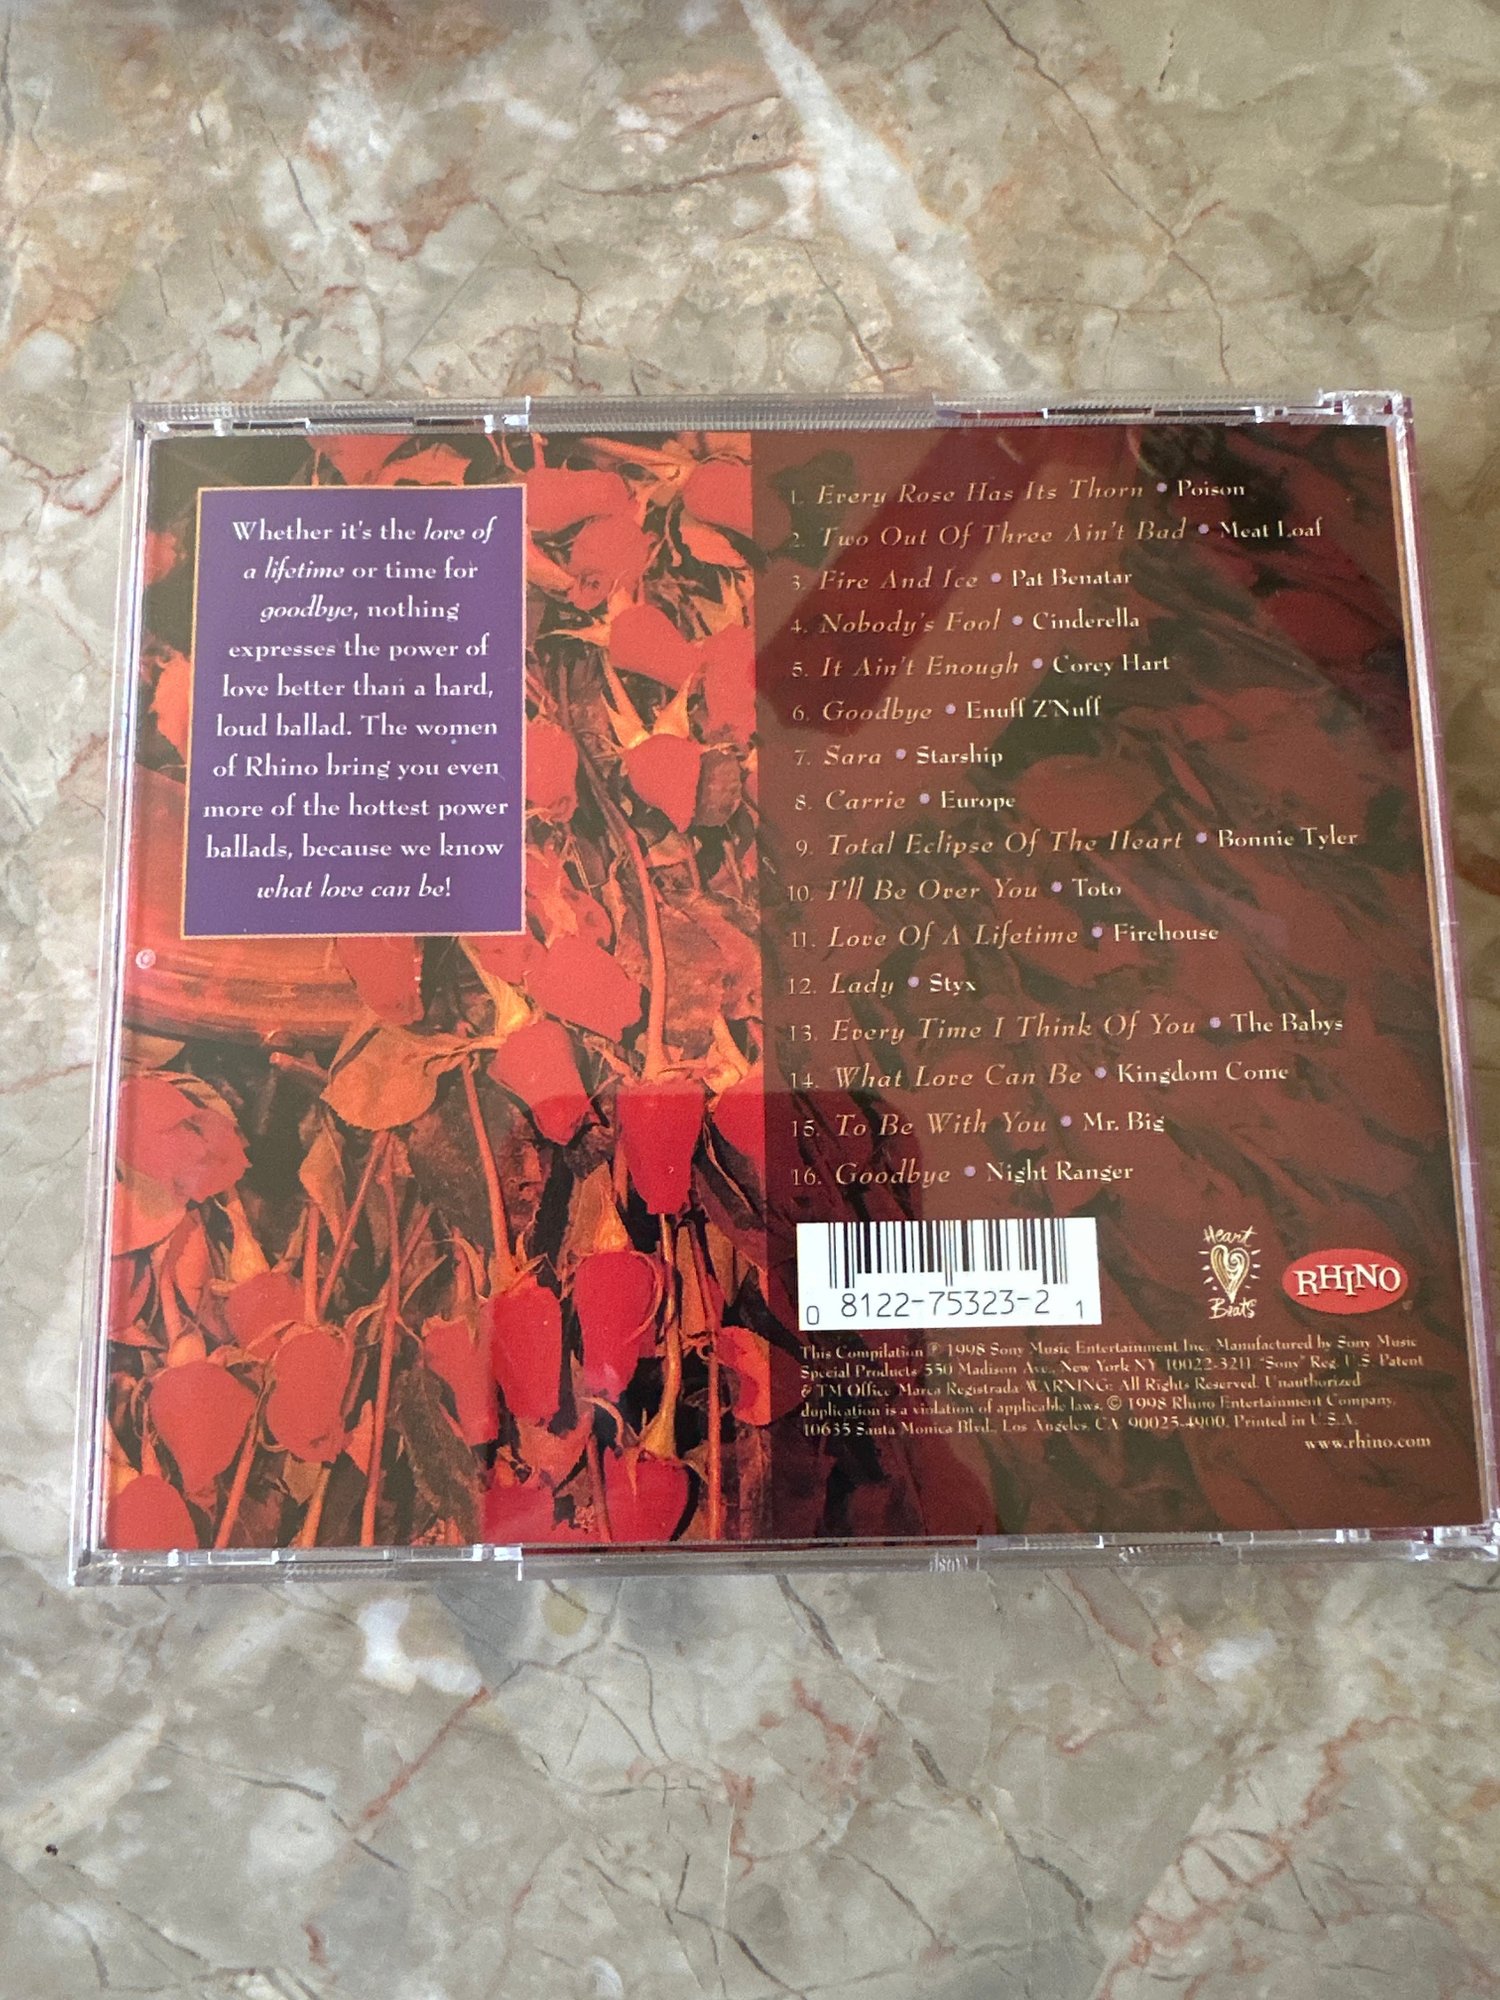 Whether it's the love of
a lifetime or time for
goodbye, nothing
expresses the power of
love better than a hard,
loud ballad. The women
of Rhino bring you even
more of the hottest power
ballads, because we know
what love can be!
1. Every Rose Has Its Thorn • Poison
2. Two Out Of Three Ain't Bad • Meat Loaf
3. Fire And Ice • Pat Benatar
4. Nobody's Fool • Cinderella
5. It Ain't Enough • Corey Hart
6. Goodbye • Enuff Z'Nuff
7. Sara • Starship
8. Carrie • Europe
9. Total Eclipse Of The Heart • Bonnie Tyler
10. I'll Be Over You • Toto
11. Love Of A Lifetime • Firehouse
12. Lady • Styx
13. Every Time I Think Of You • The Babys
14. What Love Can Be • Kingdom Come
15. To Be With You • Mr. Big
16. Goodbye • Night Ranger
0 8122-75323-2 1
Heart
Beats
RHINO
This Compilation ℗ 1998 Sony Music Entertainment Inc. Manufactured by Sony Music
Special Products 550 Madison Ave., New York NY 10022-3211 "Sony" Reg. U.S. Patent
& TM Office Marca Registrada WARNING: All Rights Reserved. Unauthorized
duplication is a violation of applicable laws. © 1998 Rhino Entertainment Company,
10635 Santa Monica Blvd., Los Angeles, CA 90025-4900. Printed in U.S.A.
www.rhino.com